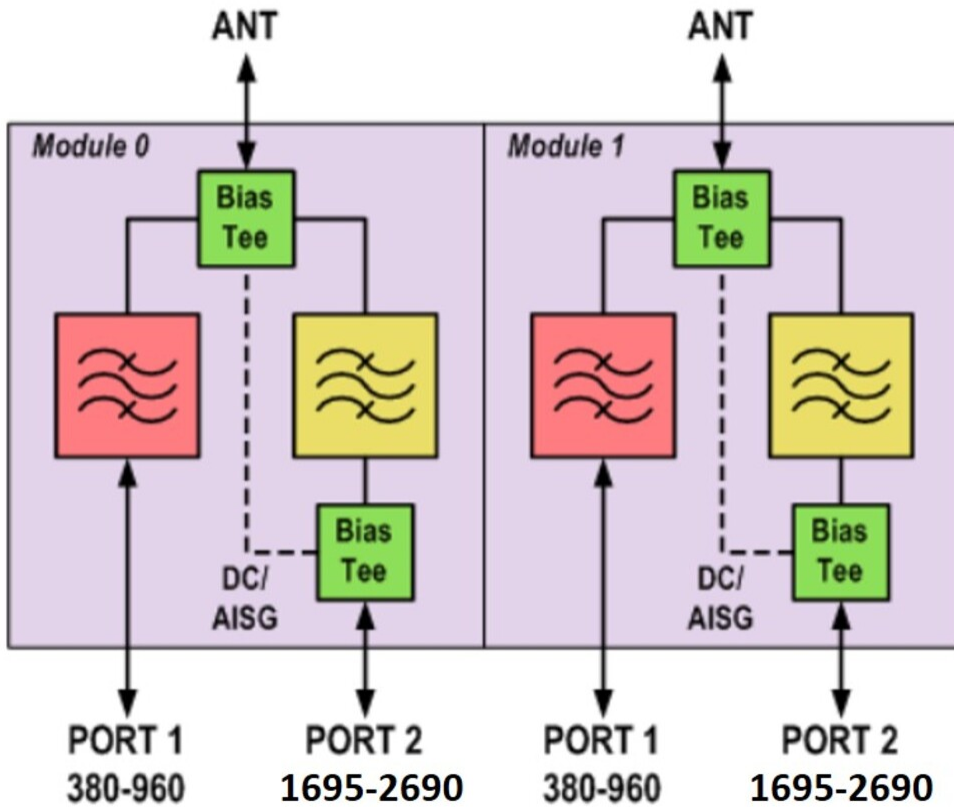 ANT
ANT
Module 0
Module 1
Bias
Tee
Bias
Tee
Bias
Tee
Bias
Tee
DC/
AISG
DC/
AISG
PORT 1
380-960
PORT 2
1695-2690
PORT 1
380-960
PORT 2
1695-2690